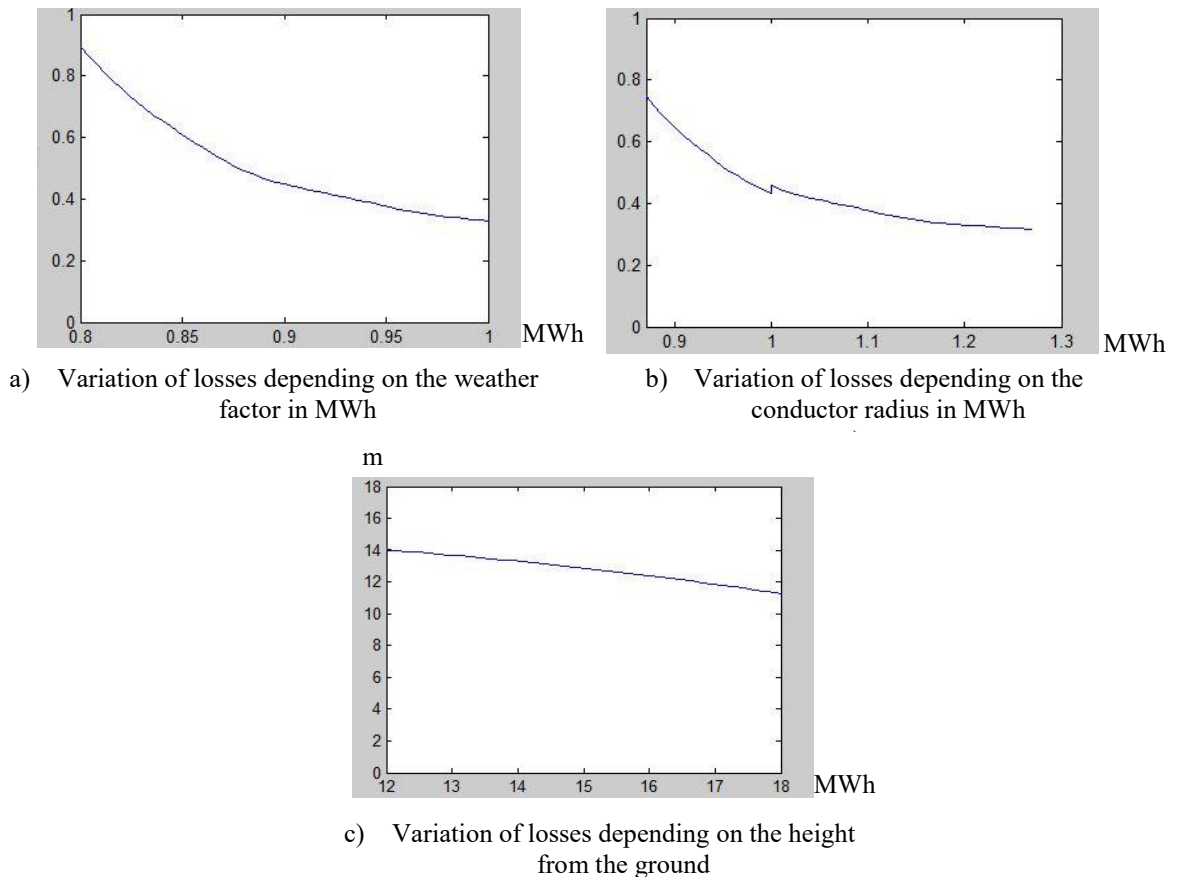 1
0.8
0.6
0.4
0.2
0
0.8 0.85 0.9 0.95 1
MWh
a) Variation of losses depending on the weather
factor in MWh
1
0.8
0.6
0.4
0.2
0
0.9 1 1.1 1.2 1.3
MWh
b) Variation of losses depending on the
conductor radius in MWh
m
18
16
14
12
10
8
6
4
2
0
12 13 14 15 16 17 18
MWh
c) Variation of losses depending on the height
from the ground